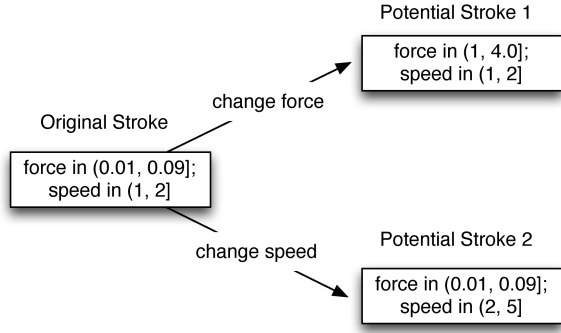 Potential Stroke 1
force in (1, 4.0];
speed in (1, 2]
change force
Original Stroke
force in (0.01, 0.09];
speed in (1, 2]
change speed
Potential Stroke 2
force in (0.01, 0.09];
speed in (2, 5]